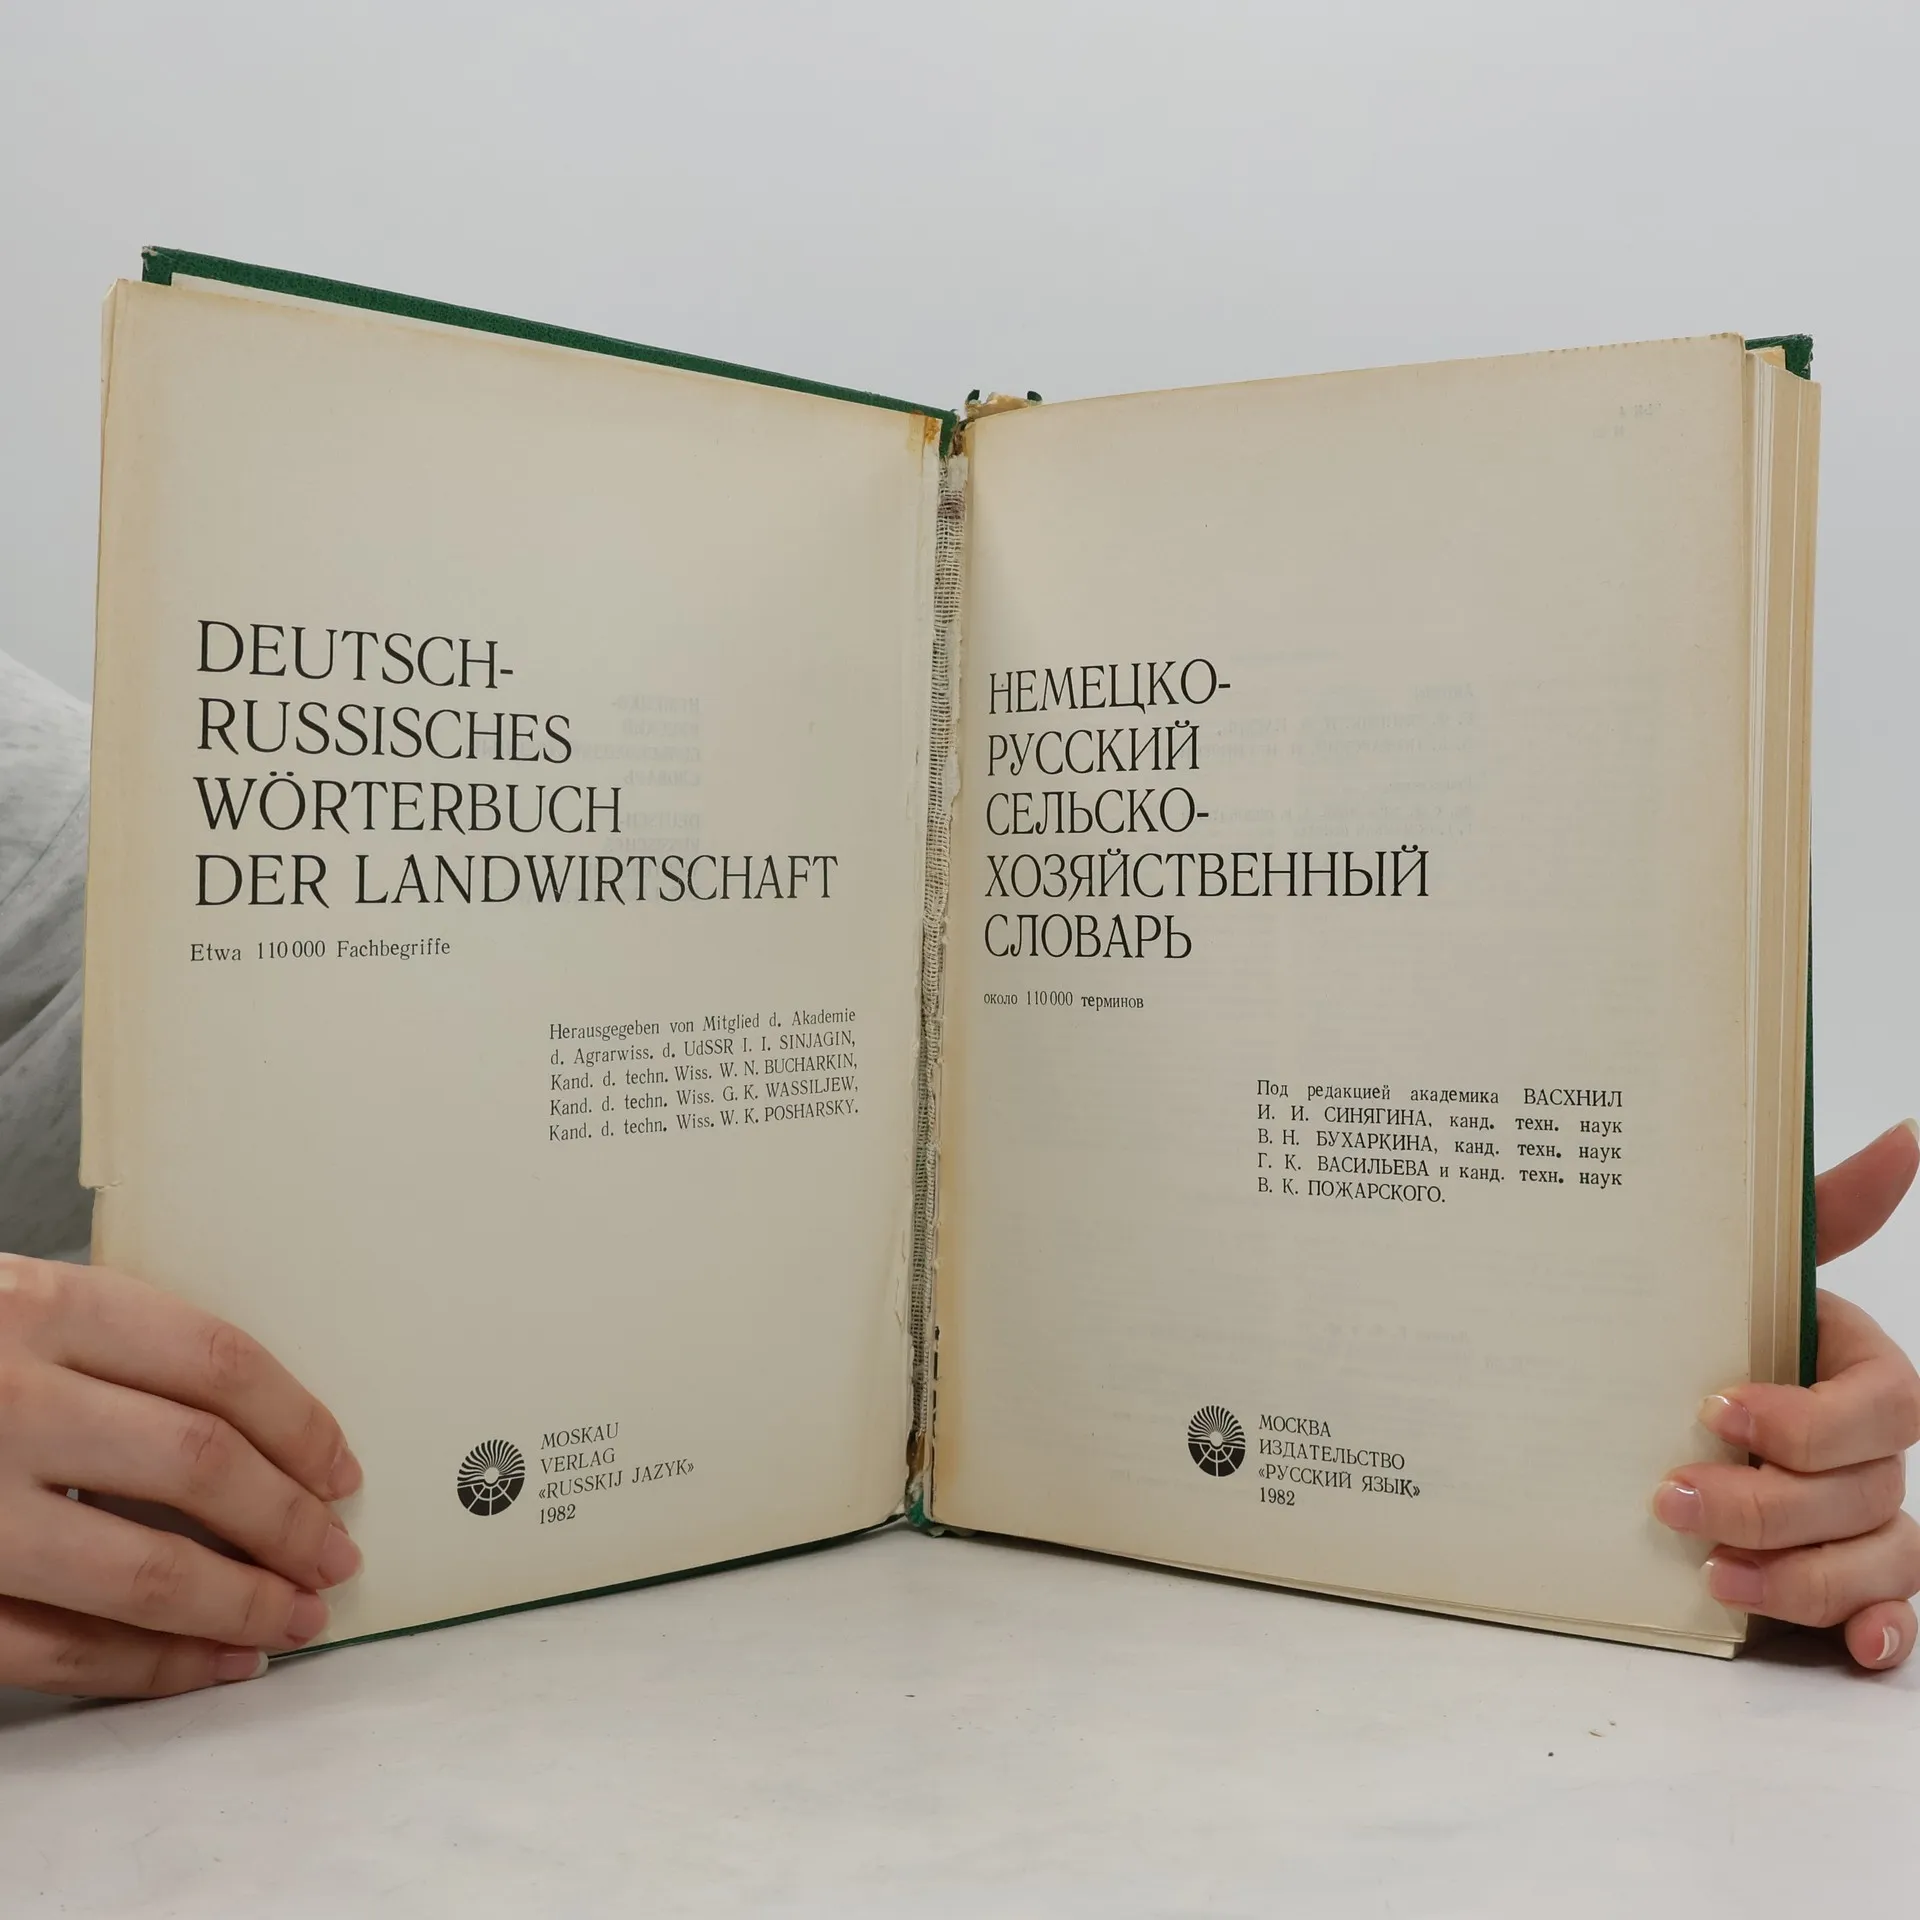 DEUTSCH-
RUSSISCHES
WÖRTERBUCH
DER LANDWIRTSCHAFT
Etwa 110 000 Fachbegriffe
Herausgegeben von Mitglied d. Akademie
d. Agrarwiss. d. UdSSR I. I. SINJAGIN,
Kand. d. techn. Wiss. W. N. BUCHARKIN,
Kand. d. techn. Wiss. G. K. WASSILJEW,
Kand. d. techn. Wiss. W. K. POSHARSKY.
MOSKAU
VERLAG
«RUSSKIJ JAZYK»
1982
НЕМЕЦКО-
РУССКИЙ
СЕЛЬСКО-
ХОЗЯЙСТВЕННЫЙ
СЛОВАРЬ
около 110 000 терминов
Под редакцией академика ВАСХНИЛ
И. И. СИНЯГИНА, канд. техн. наук
В. Н. БУХАРКИНА, канд. техн. наук
Г. К. ВАСИЛЬЕВА и канд. техн. наук
В. К. ПОЖАРСКОГО.
МОСКВА
ИЗДАТЕЛЬСТВО
«РУССКИЙ ЯЗЫК»
1982